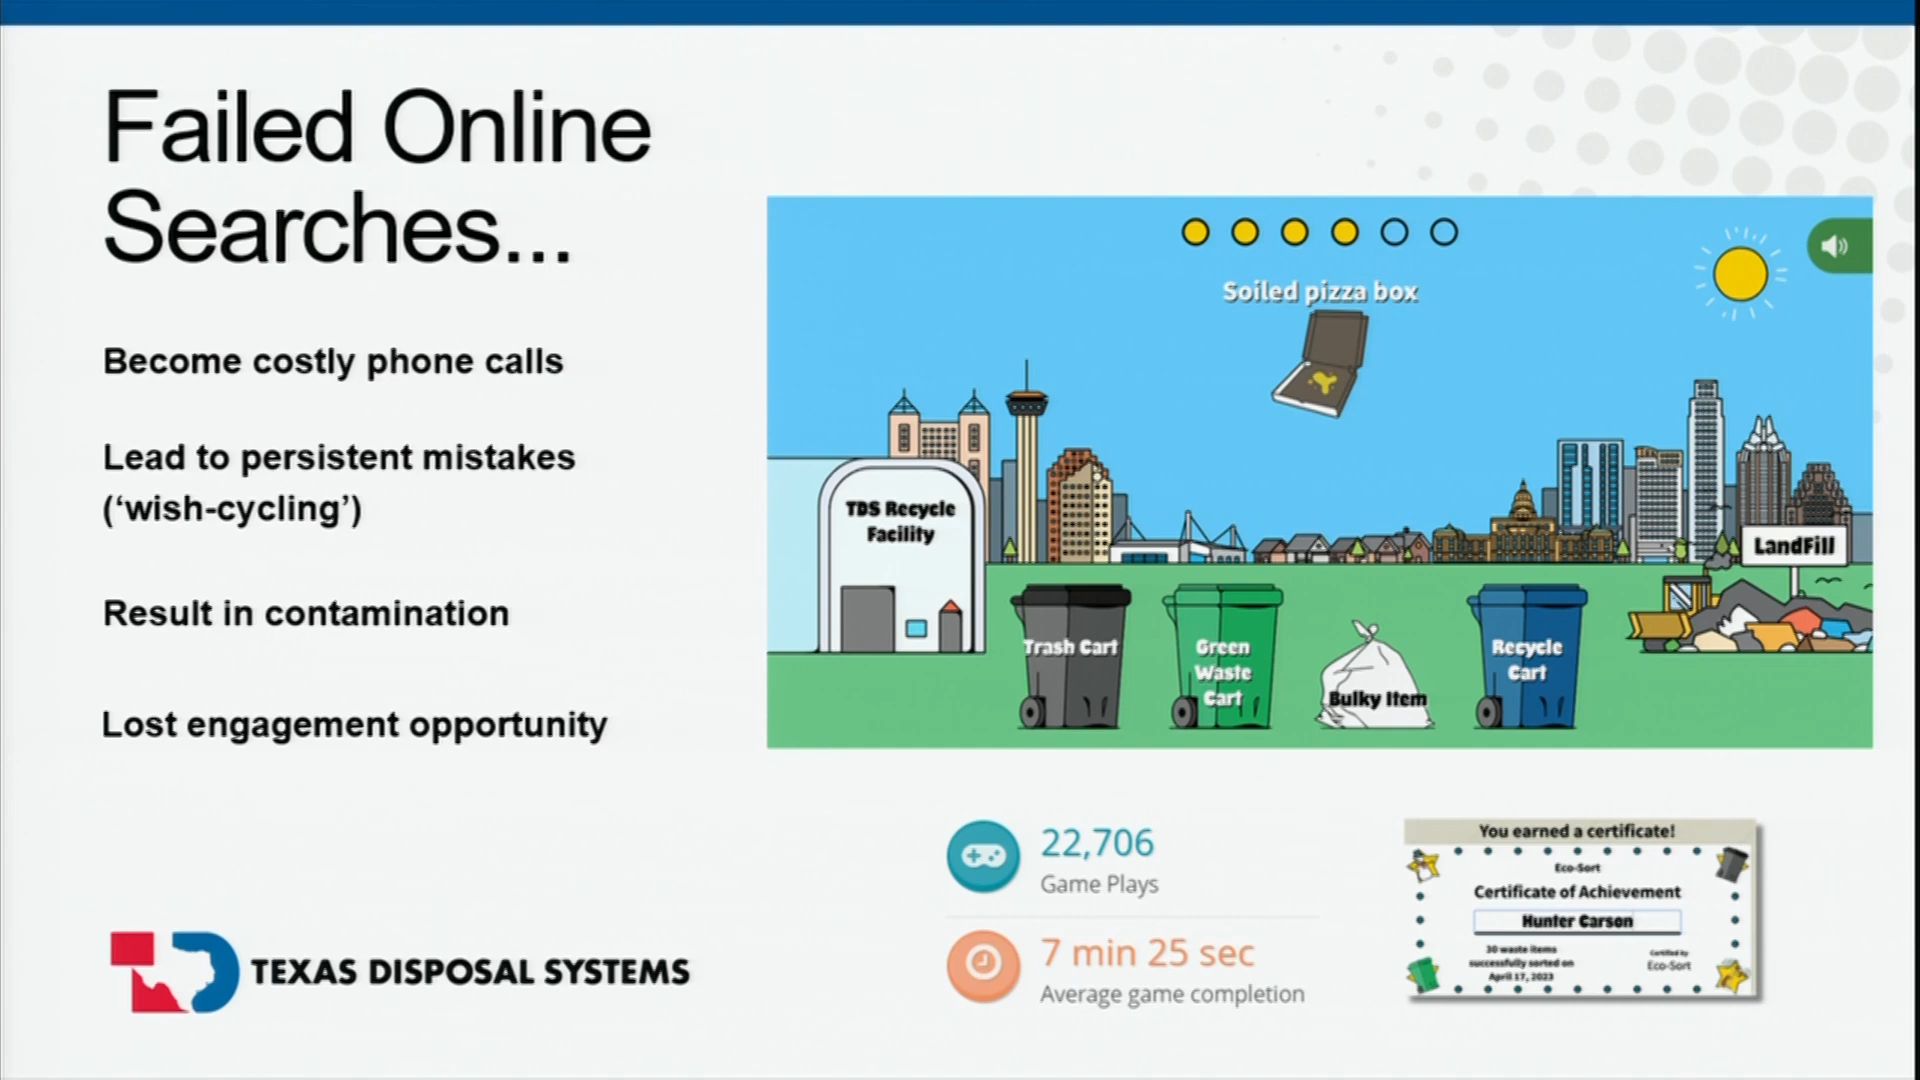 Failed Online
Searches...
Become costly phone calls
Lead to persistent mistakes
(‘wish-cycling’)
Result in contamination
Lost engagement opportunity
TEXAS DISPOSAL SYSTEMS
Soiled pizza box
TDS Recycle
Facility
Trash Cart
Green
Waste
Cart
Bulky Item
Recycle
Cart
LandFill
22,706
Game Plays
7 min 25 sec
Average game completion
You earned a certificate!
Eco-Sort
Certificate of Achievement
Hunter Carson
30 waste items
successfully sorted on
April 17, 2023
Certified by
Eco-Sort